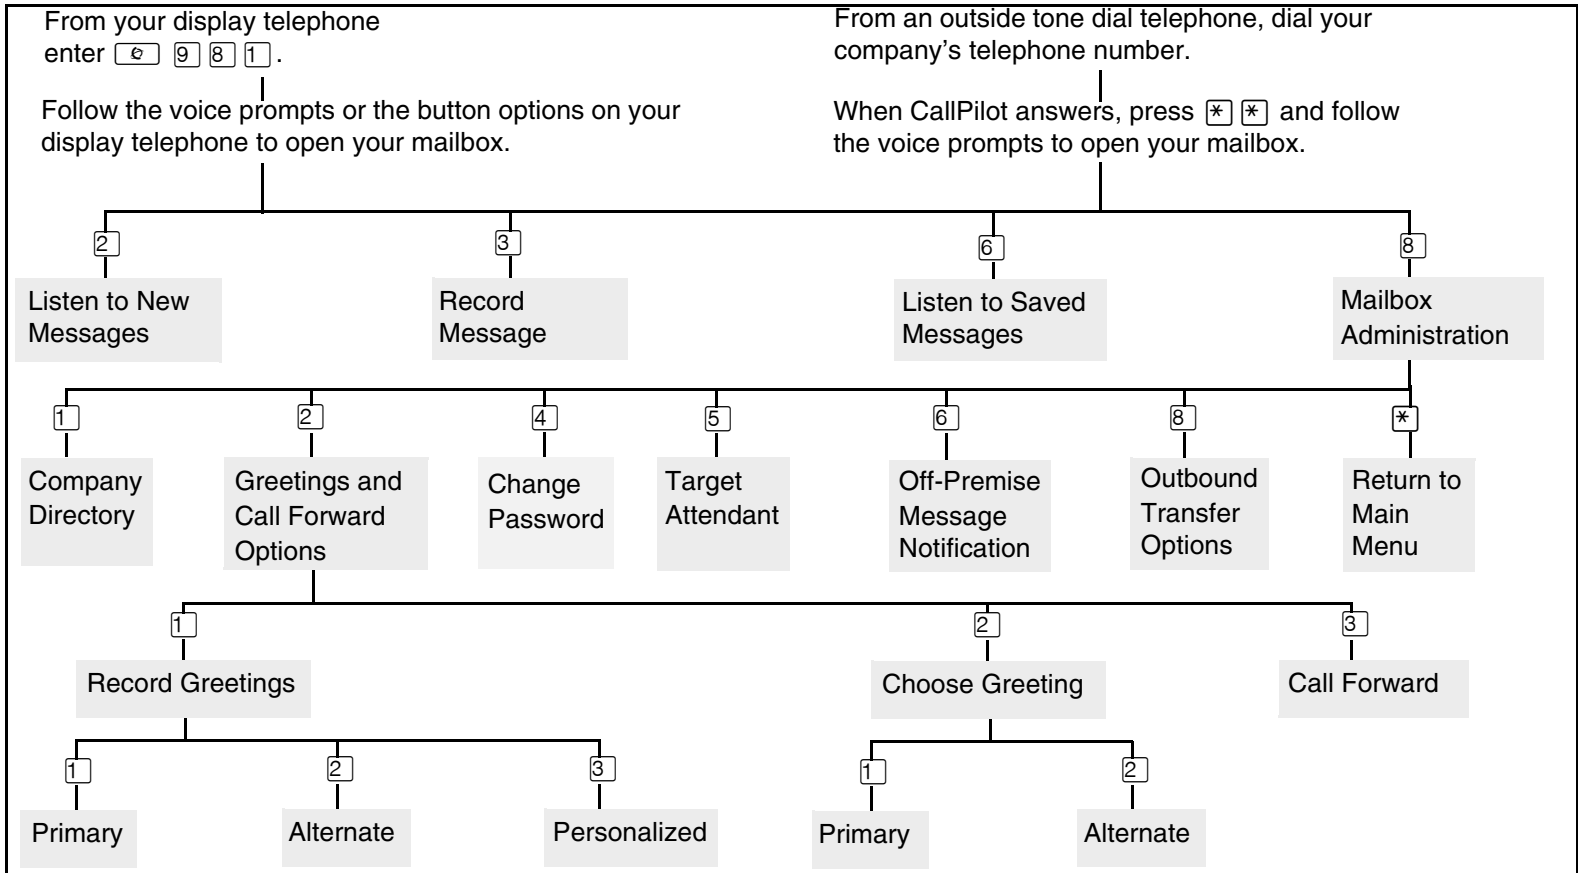 From your display telephone
enter 9 8 1 .
From an outside tone dial telephone, dial your
company's telephone number.
Follow the voice prompts or the button options on your
display telephone to open your mailbox.
When CallPilot answers, press * * and follow
the voice prompts to open your mailbox.
2
3
6
8
Listen to New
Messages
Record
Message
Listen to Saved
Messages
Mailbox
Administration
1
2
4
5
6
8
*
Company
Directory
Greetings and
Call Forward
Options
Change
Password
Target
Attendant
Off-Premise
Message
Notification
Outbound
Transfer
Options
Return to
Main
Menu
1
2
3
Record Greetings
Choose Greeting
Call Forward
1
2
3
1
2
Primary
Alternate
Personalized
Primary
Alternate